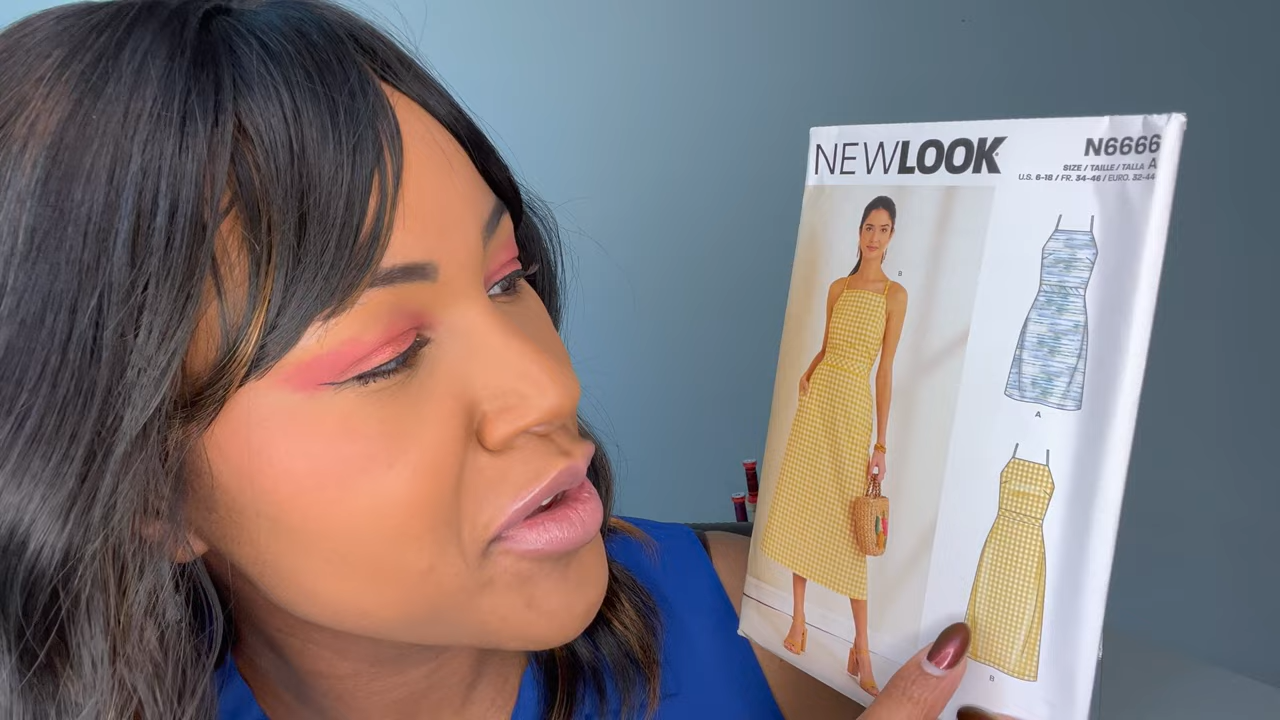 NEWLOOK
N6666
SIZE / TAILLE / TALLA A
U.S. 6-18 / FR. 34-46 / EURO. 32-44
B
A
B